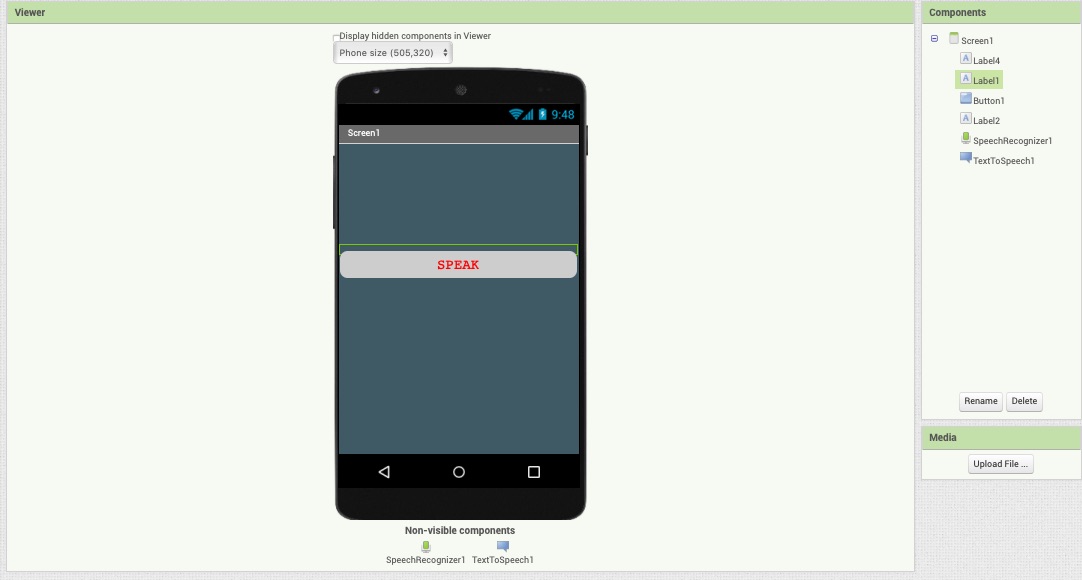 Viewer
Display hidden components in Viewer
Phone size (505,320)
9:48
Screen1
SPEAK
Non-visible components
SpeechRecognizer1 TextToSpeech1
Components
Screen1
A Label4
A Label1
Button1
A Label2
SpeechRecognizer1
TextToSpeech1
Rename Delete
Media
Upload File ...